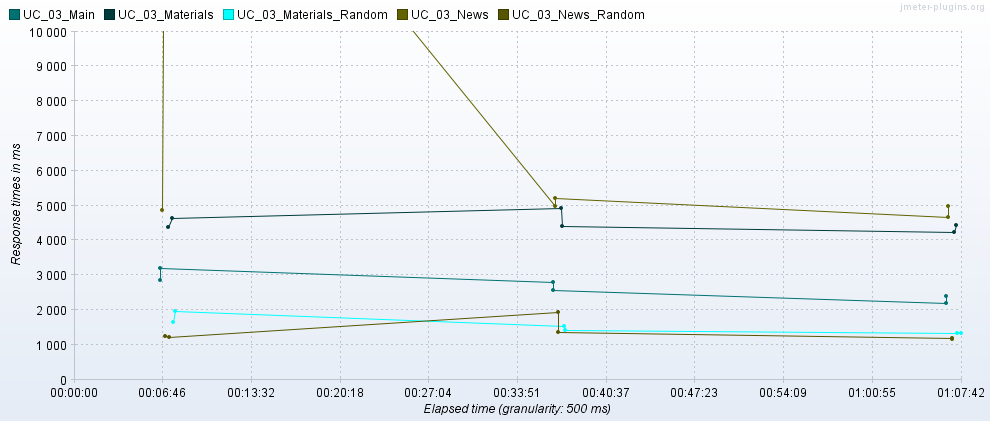 jmeter-plugins.org
UC_03_Main UC_03_Materials UC_03_Materials_Random UC_03_News UC_03_News_Random
10 000
9 000
8 000
7 000
6 000
5 000
4 000
3 000
2 000
1 000
0
Response times in ms
00:00:00 00:06:46 00:13:32 00:20:18 00:27:04 00:33:51 00:40:37 00:47:23 00:54:09 01:00:55 01:07:42
Elapsed time (granularity: 500 ms)